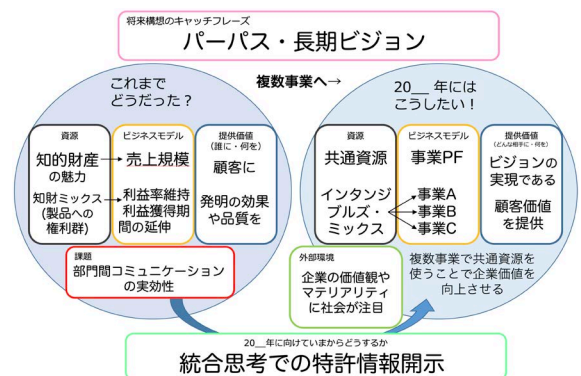 将来構想のキャッチフレーズ
パーパス・長期ビジョン
これまで
どうだった？
複数事業へ→
20__ 年には
こうしたい！
資源
知的財産
の魅力
知財ミックス
(製品への
権利群)
ビジネスモデル
売上規模
利益率維持
利益獲得期
間の延伸
提供価値
(誰に・何を)
顧客に
発明の効果
や品質を
課題
部門間コミュニケーション
の実効性
資源
共通資源
インタンジ
ブルズ・
ミックス
ビジネスモデル
事業PF
事業A
事業B
事業C
提供価値
(どんな相手に・何を)
ビジョンの
実現である
顧客価値
を提供
外部環境
企業の価値観や
マテリアリティ
に社会が注目
複数事業で共通資源を
使うことで企業価値を
向上させる
20__年に向けていまからどうするか
統合思考での特許情報開示